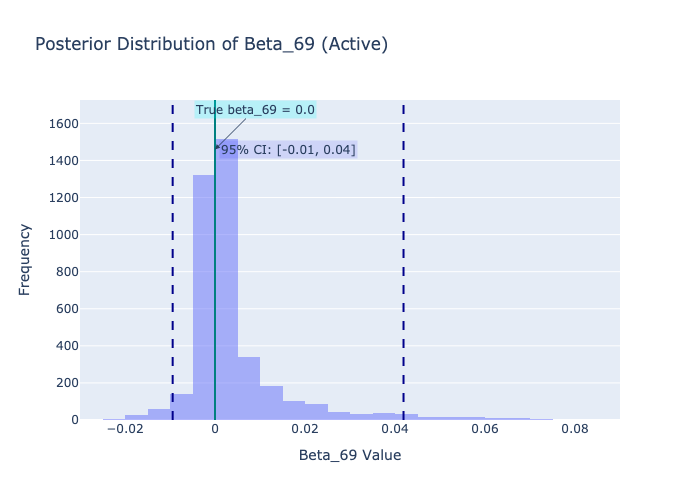 Posterior Distribution of Beta_69 (Active)
True beta_69 = 0.0
95% CI: [-0.01, 0.04]
1600
1400
1200
1000
800
600
400
200
0
Frequency
−0.02 0 0.02 0.04 0.06 0.08
Beta_69 Value